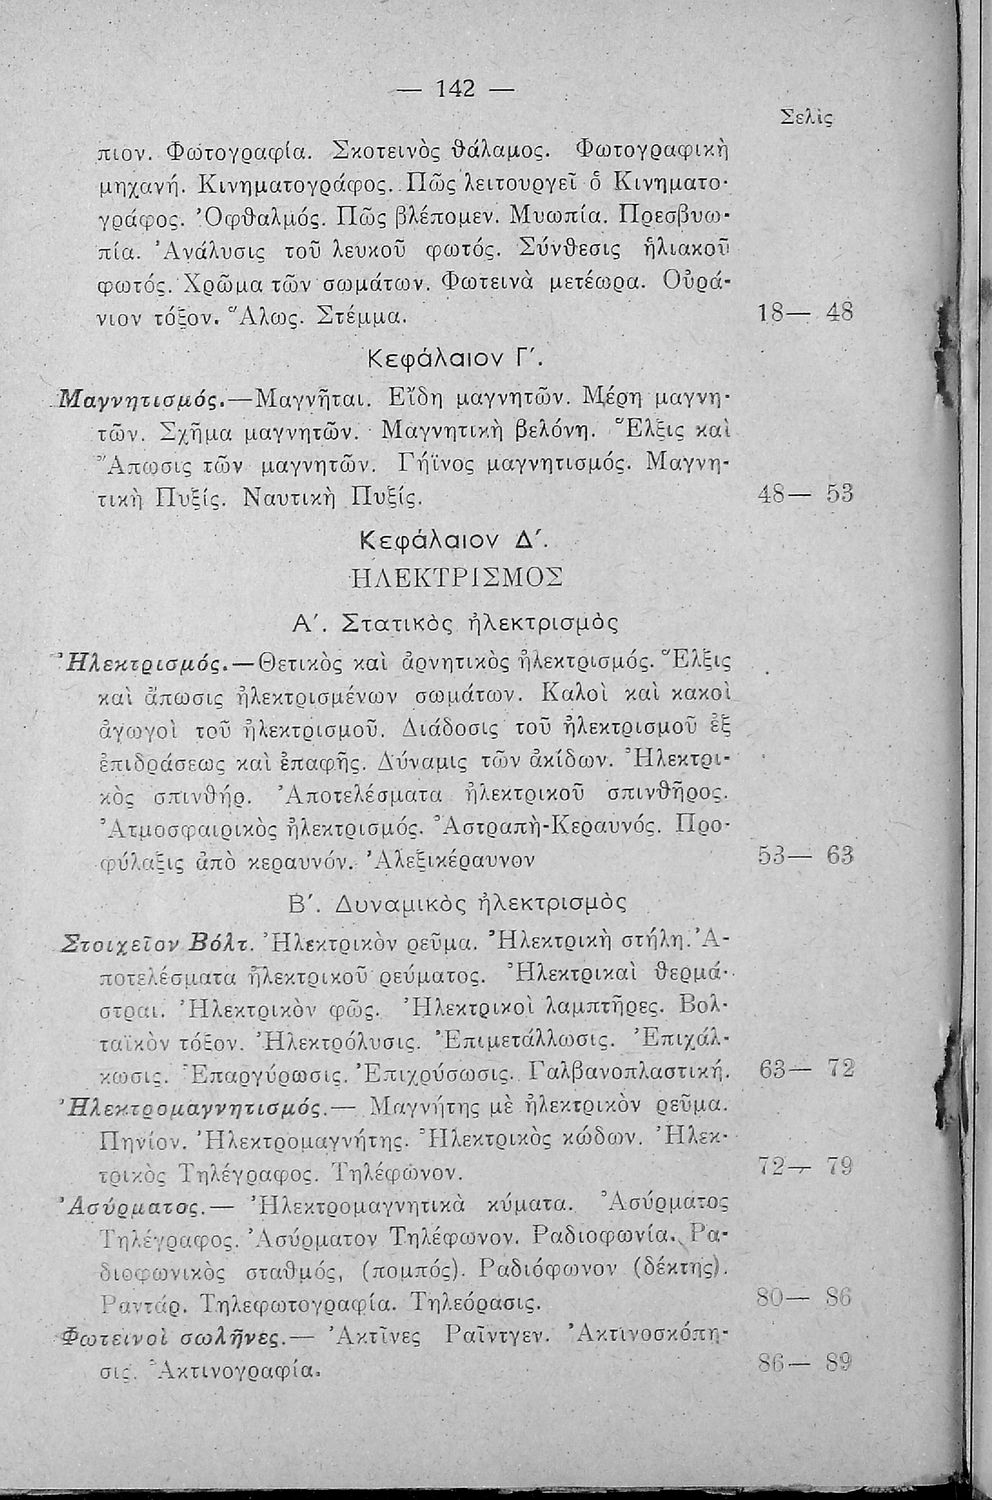 — 142 —
Σελὶς
πιον. Φωτογραφία. Σκοτεινὸς θάλαμος. Φωτογραφικὴ
μηχανή. Κινηματογράφος. Πῶς λειτουργεῖ ὁ Κινηματο-
γράφος. Ὀφθαλμός. Πῶς βλέπομεν. Μυωπία. Πρεσβυω-
πία. Ἀνάλυσις τοῦ λευκοῦ φωτός. Σύνθεσις ἡλιακοῦ
φωτός. Χρῶμα τῶν σωμάτων. Φωτεινὰ μετέωρα. Οὐρά-
νιον τόξον. Ἅλως. Στέμμα. 18— 48
Κεφάλαιον Γ΄.
Μαγνητισμός.—Μαγνῆται. Εἴδη μαγνητῶν. Μέρη μαγνη-
τῶν. Σχῆμα μαγνητῶν. Μαγνητικὴ βελόνη. Ἕλξις καὶ
Ἄπωσις τῶν μαγνητῶν. Γήϊνος μαγνητισμός. Μαγνη-
τικὴ Πυξίς. Ναυτικὴ Πυξίς. 48— 53
Κεφάλαιον Δ΄.
ΗΛΕΚΤΡΙΣΜΟΣ
Α΄. Στατικὸς ἠλεκτρισμὸς
Ἠλεκτρισμός.—Θετικὸς καὶ ἀρνητικὸς ἠλεκτρισμός. Ἕλξις
καὶ ἄπωσις ἠλεκτρισμένων σωμάτων. Καλοὶ καὶ κακοὶ
ἀγωγοὶ τοῦ ἠλεκτρισμοῦ. Διάδοσις τοῦ ἠλεκτρισμοῦ ἐξ
ἐπιδράσεως καὶ ἐπαφῆς. Δύναμις τῶν ἀκίδων. Ἠλεκτρι-
κὸς σπινθήρ. Ἀποτελέσματα ἠλεκτρικοῦ σπινθῆρος.
Ἀτμοσφαιρικὸς ἠλεκτρισμός. Ἀστραπὴ-Κεραυνός. Προ-
φύλαξις ἀπὸ κεραυνόν. Ἀλεξικέραυνον 53— 63
Β΄. Δυναμικὸς ἠλεκτρισμὸς
Στοιχεῖον Βόλτ. Ἠλεκτρικὸν ρεῦμα. Ἠλεκτρικὴ στήλη. Ἀ-
ποτελέσματα ἠλεκτρικοῦ ρεύματος. Ἠλεκτρικαὶ θερμά-
στραι. Ἠλεκτρικὸν φῶς. Ἠλεκτρικοὶ λαμπτῆρες. Βολ-
ταϊκὸν τόξον. Ἠλεκτρόλυσις. Ἐπιμετάλλωσις. Ἐπιχάλ-
κωσις. Ἐπαργύρωσις. Ἐπιχρύσωσις. Γαλβανοπλαστική. 63— 72
Ἠλεκτρομαγνητισμός.— Μαγνήτης μὲ ἠλεκτρικὸν ρεῦμα.
Πηνίον. Ἠλεκτρομαγνήτης. Ἠλεκτρικὸς κώδων. Ἠλεκ-
τρικὸς Τηλέγραφος. Τηλέφωνον. 72— 79
Ἀσύρματος.— Ἠλεκτρομαγνητικὰ κύματα. Ἀσύρματος
Τηλέγραφος. Ἀσύρματον Τηλέφωνον. Ραδιοφωνία. Ρα-
διοφωνικὸς σταθμός, (πομπός). Ραδιόφωνον (δέκτης).
Ραντάρ. Τηλεφωτογραφία. Τηλεόρασις. 80— 86
Φωτεινοὶ σωλῆνες.— Ἀκτῖνες Ραῖντγεν. Ἀκτινοσκόπη-
σις. Ἀκτινογραφία. 86— 89